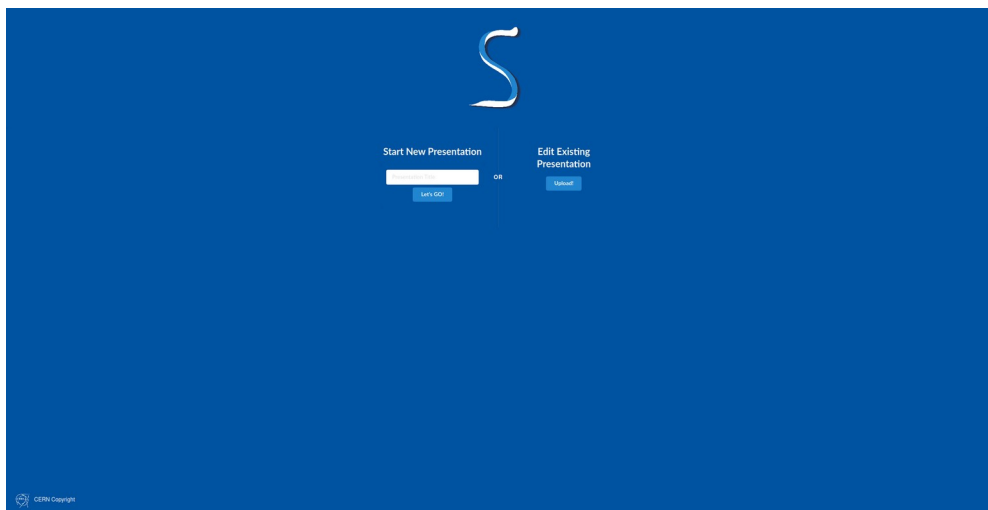 S
Start New Presentation
Let's GO!
OR
Edit Existing
Presentation
Upload!
CERN Copyright